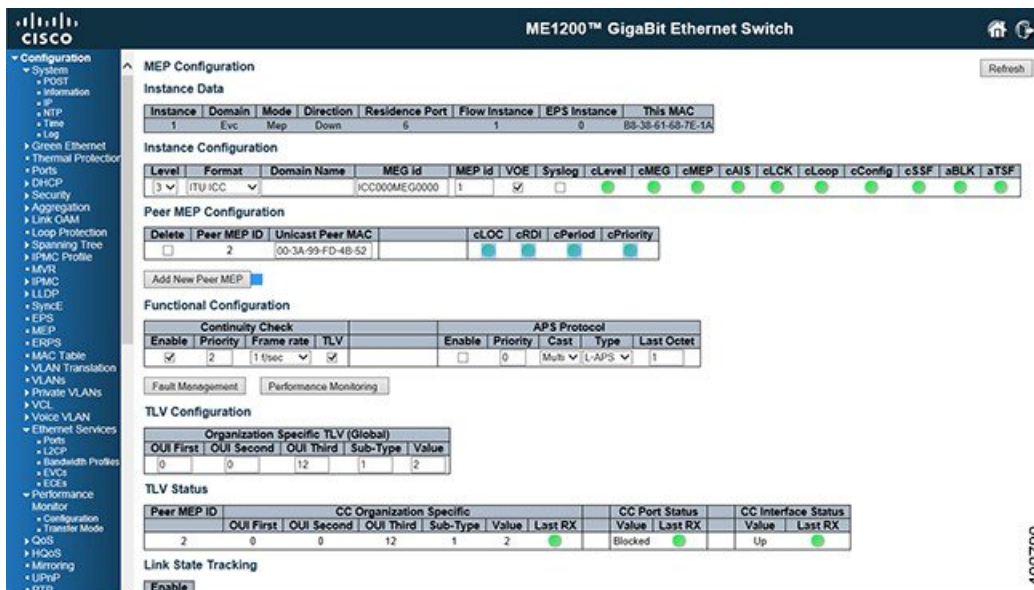 CISCO
ME1200™ GigaBit Ethernet Switch
Configuration
System
POST
Information
IP
NTP
Time
Log
Green Ethernet
Thermal Protection
Ports
DHCP
Security
Aggregation
Link OAM
Loop Protection
Spanning Tree
IPMC Profile
MVR
IPMC
LLDP
SyncE
EPS
MEP
ERPS
MAC Table
VLAN Translation
VLANs
Private VLANs
VCL
Voice VLAN
Ethernet Services
Ports
L2CP
Bandwidth Profiles
EVCs
ECEs
Performance
Monitor
Configuration
Transfer Mode
QoS
HQoS
Mirroring
UPnP
PTP
MEP Configuration
Refresh
Instance Data
Instance Domain Mode Direction Residence Port Flow Instance EPS Instance This MAC
1 Evc Mep Down 6 1 0 B8-38-61-68-7E-1A
Instance Configuration
Level Format Domain Name MEG Id MEP Id VOE Syslog cLevel cMEG cMEP cAIS cLCK cLoop cConfig cSSF aBLK aTSF
3 ITU ICC ICC000MEG0000 1
Peer MEP Configuration
Delete Peer MEP ID Unicast Peer MAC cLOC cRDI cPeriod cPriority
2 00-3A-99-FD-4B-52
Add New Peer MEP
Functional Configuration
Continuity Check APS Protocol
Enable Priority Frame rate TLV Enable Priority Cast Type Last Octet
2 1 f/sec 0 Multi L-APS 1
Fault Management Performance Monitoring
TLV Configuration
Organization Specific TLV (Global)
OUI First OUI Second OUI Third Sub-Type Value
0 0 12 1 2
TLV Status
Peer MEP ID CC Organization Specific CC Port Status CC Interface Status
OUI First OUI Second OUI Third Sub-Type Value Last RX Value Last RX Value Last RX
2 0 0 12 1 2 Blocked Up
Link State Tracking
Enable